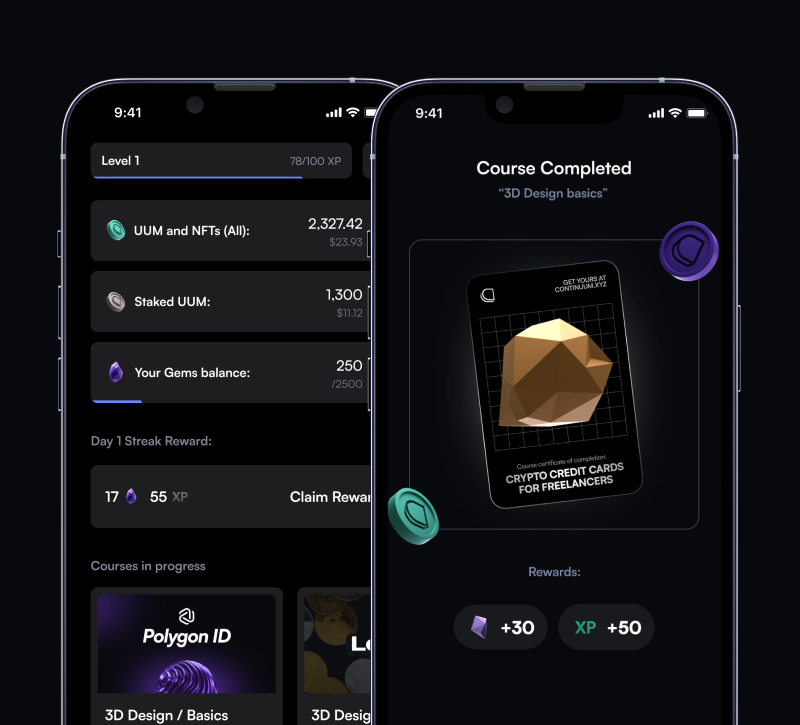 9:41
Level 1
78/100 XP
UUM and NFTs (All):
2,327.42
$23.93
Staked UUM:
1,300
$11.12
Your Gems balance:
250
/2500
Day 1 Streak Reward:
17
55 XP
Claim Rewar
Courses in progress
Polygon ID
3D Design / Basics
Lo
3D Desig
9:41
Course Completed
“3D Design basics”
GET YOURS AT
CONTINUUM.XYZ
Course certificate of completion:
CRYPTO CREDIT CARDS
FOR FREELANCERS
Rewards:
+30
XP +50